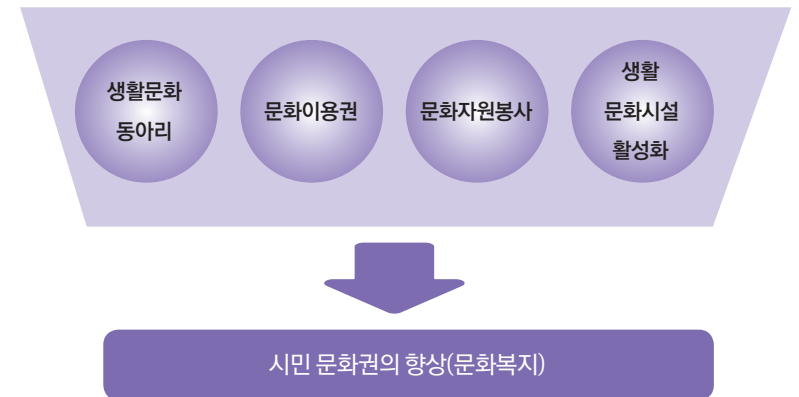 생활문화
동아리
문화이용권
문화자원봉사
생활
문화시설
활성화
시민 문화권의 향상(문화복지)